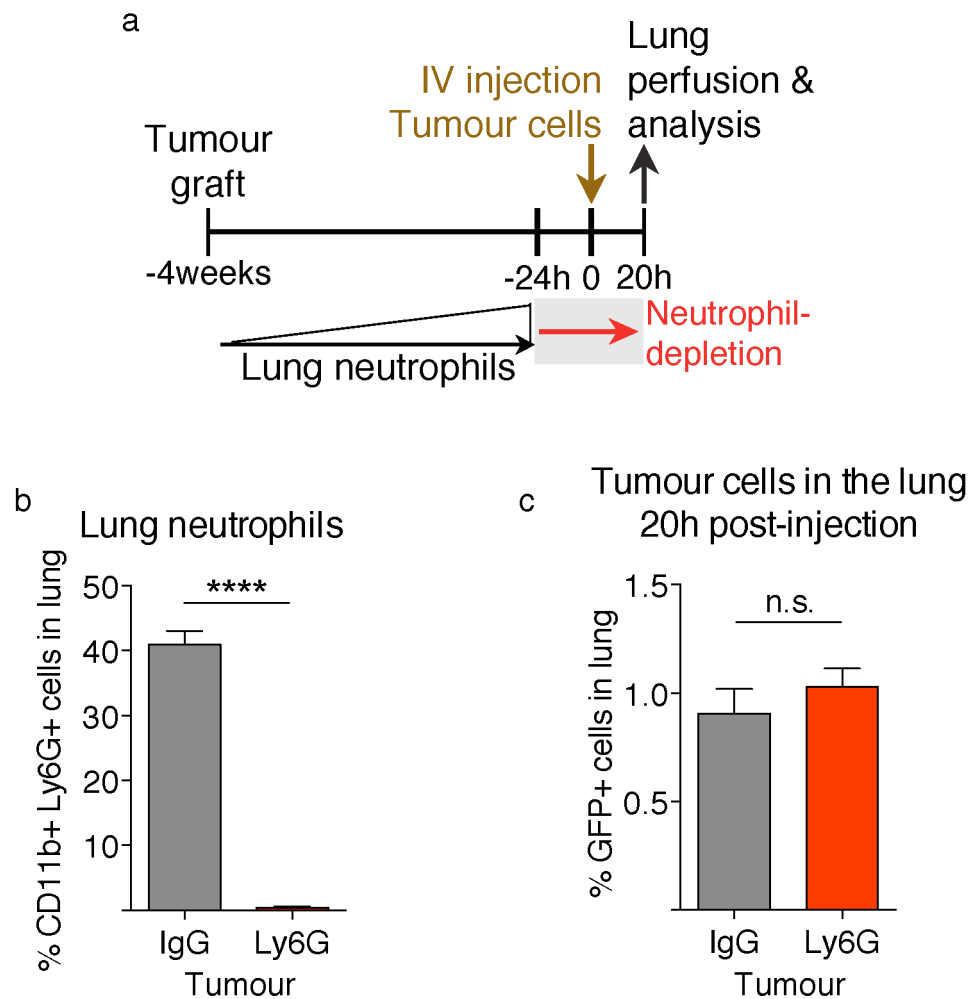 a
Tumour
graft
IV injection
Tumour cells
Lung
perfusion &
analysis
-4weeks
-24h
0
20h
Lung neutrophils
Neutrophil-
depletion
b
Lung neutrophils
% CD11b+ Ly6G+ cells in lung
50
40
30
20
10
****
IgG
Ly6G
Tumour
c
Tumour cells in the lung
20h post-injection
% GFP+ cells in lung
1.5
1.0
0.5
n.s.
IgG
Ly6G
Tumour